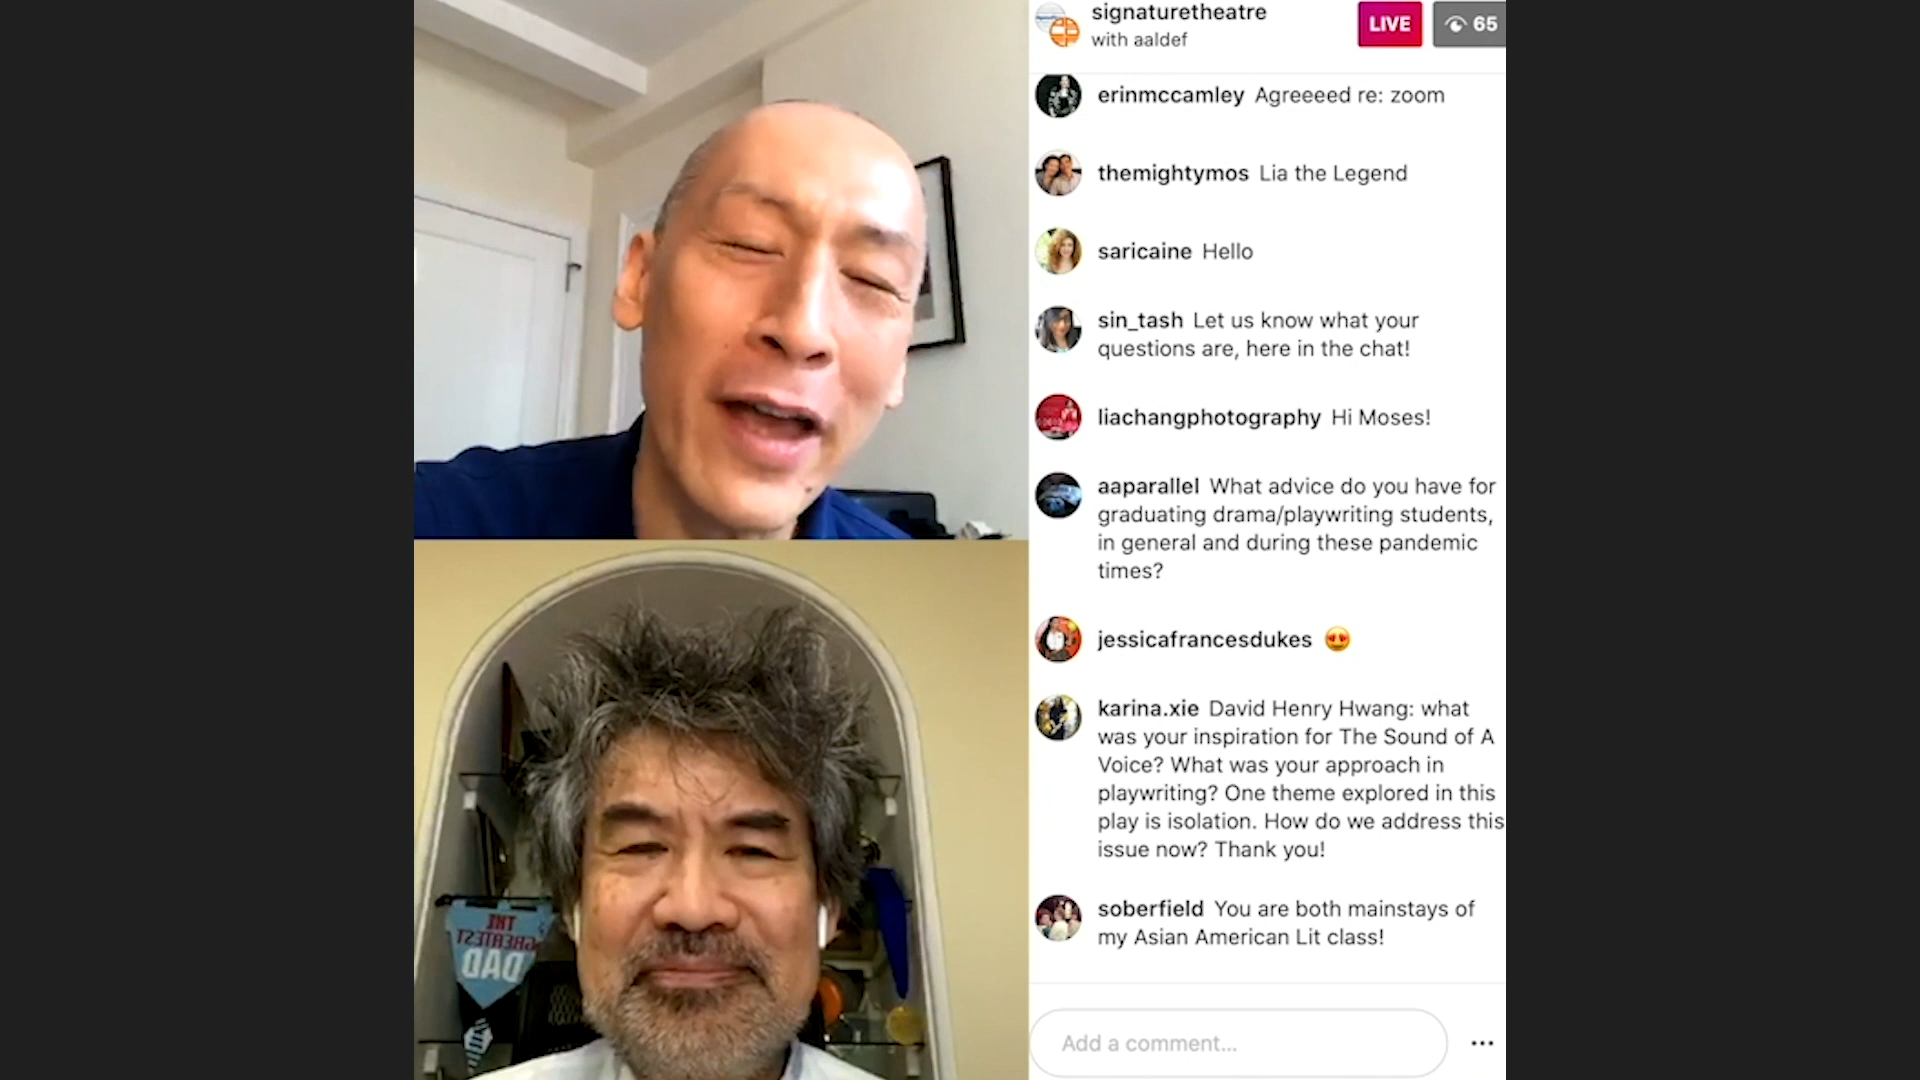 signaturetheatre
with aaldef
LIVE
65
erinmccamley Agreeeed re: zoom
themightymos Lia the Legend
saricaine Hello
sin_tash Let us know what your
questions are, here in the chat!
liachangphotography Hi Moses!
aaparallel What advice do you have for
graduating drama/playwriting students,
in general and during these pandemic
times?
jessicafrancesdukes 😍
karina.xie David Henry Hwang: what
was your inspiration for The Sound of A
Voice? What was your approach in
playwriting? One theme explored in this
play is isolation. How do we address this
issue now? Thank you!
soberfield You are both mainstays of
my Asian American Lit class!
Add a comment...
THE
GREATEST
DAD